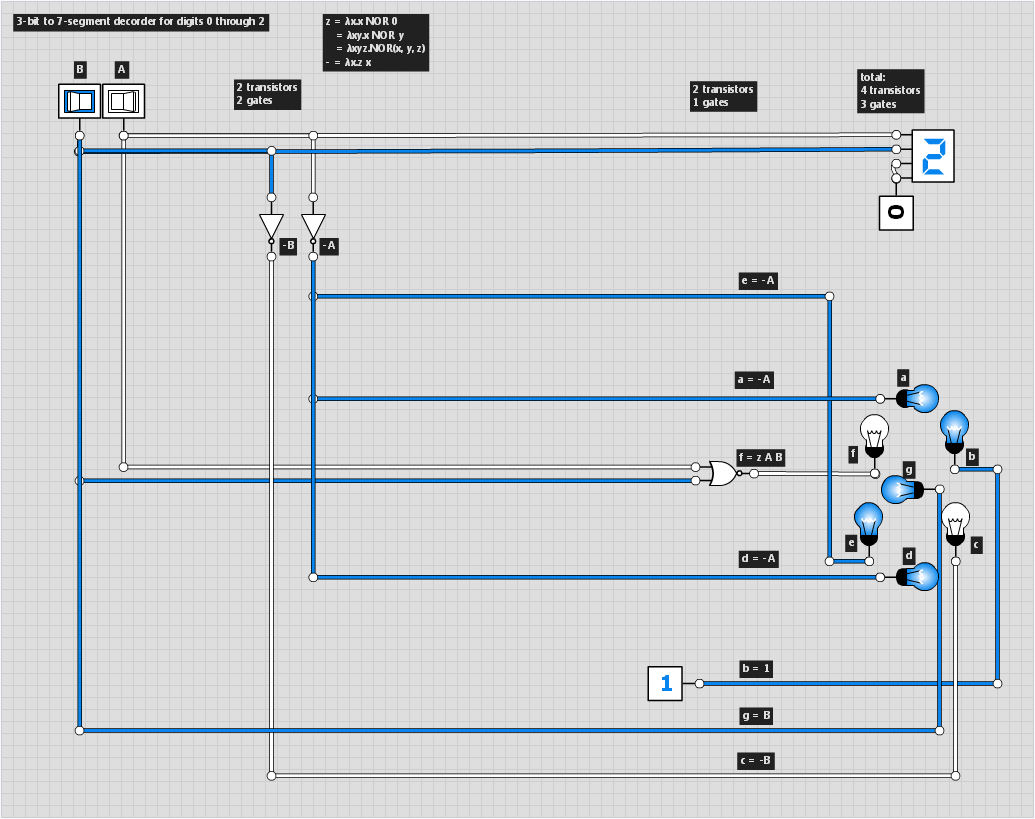 3-bit to 7-segment decorder for digits 0 through 2
z = λx.x NOR 0
= λxy.x NOR y
= λxyz.NOR(x, y, z)
- = λx.z x
B
A
2 transistors
2 gates
2 transistors
1 gates
total:
4 transistors
3 gates
2
0
-B
-A
e = -A
a = -A
a
f = z A B
f
b
g
e
c
d = -A
d
b = 1
1
g = B
c = -B